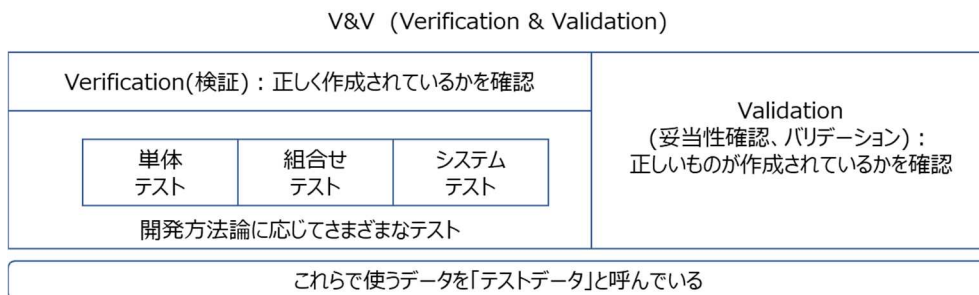 V&V (Verification & Validation)
Verification(検証)：正しく作成されているかを確認
単体
テスト
組合せ
テスト
システム
テスト
開発方法論に応じてさまざまなテスト
Validation
(妥当性確認、バリデーション)：
正しいものが作成されているかを確認
これらで使うデータを「テストデータ」と呼んでいる